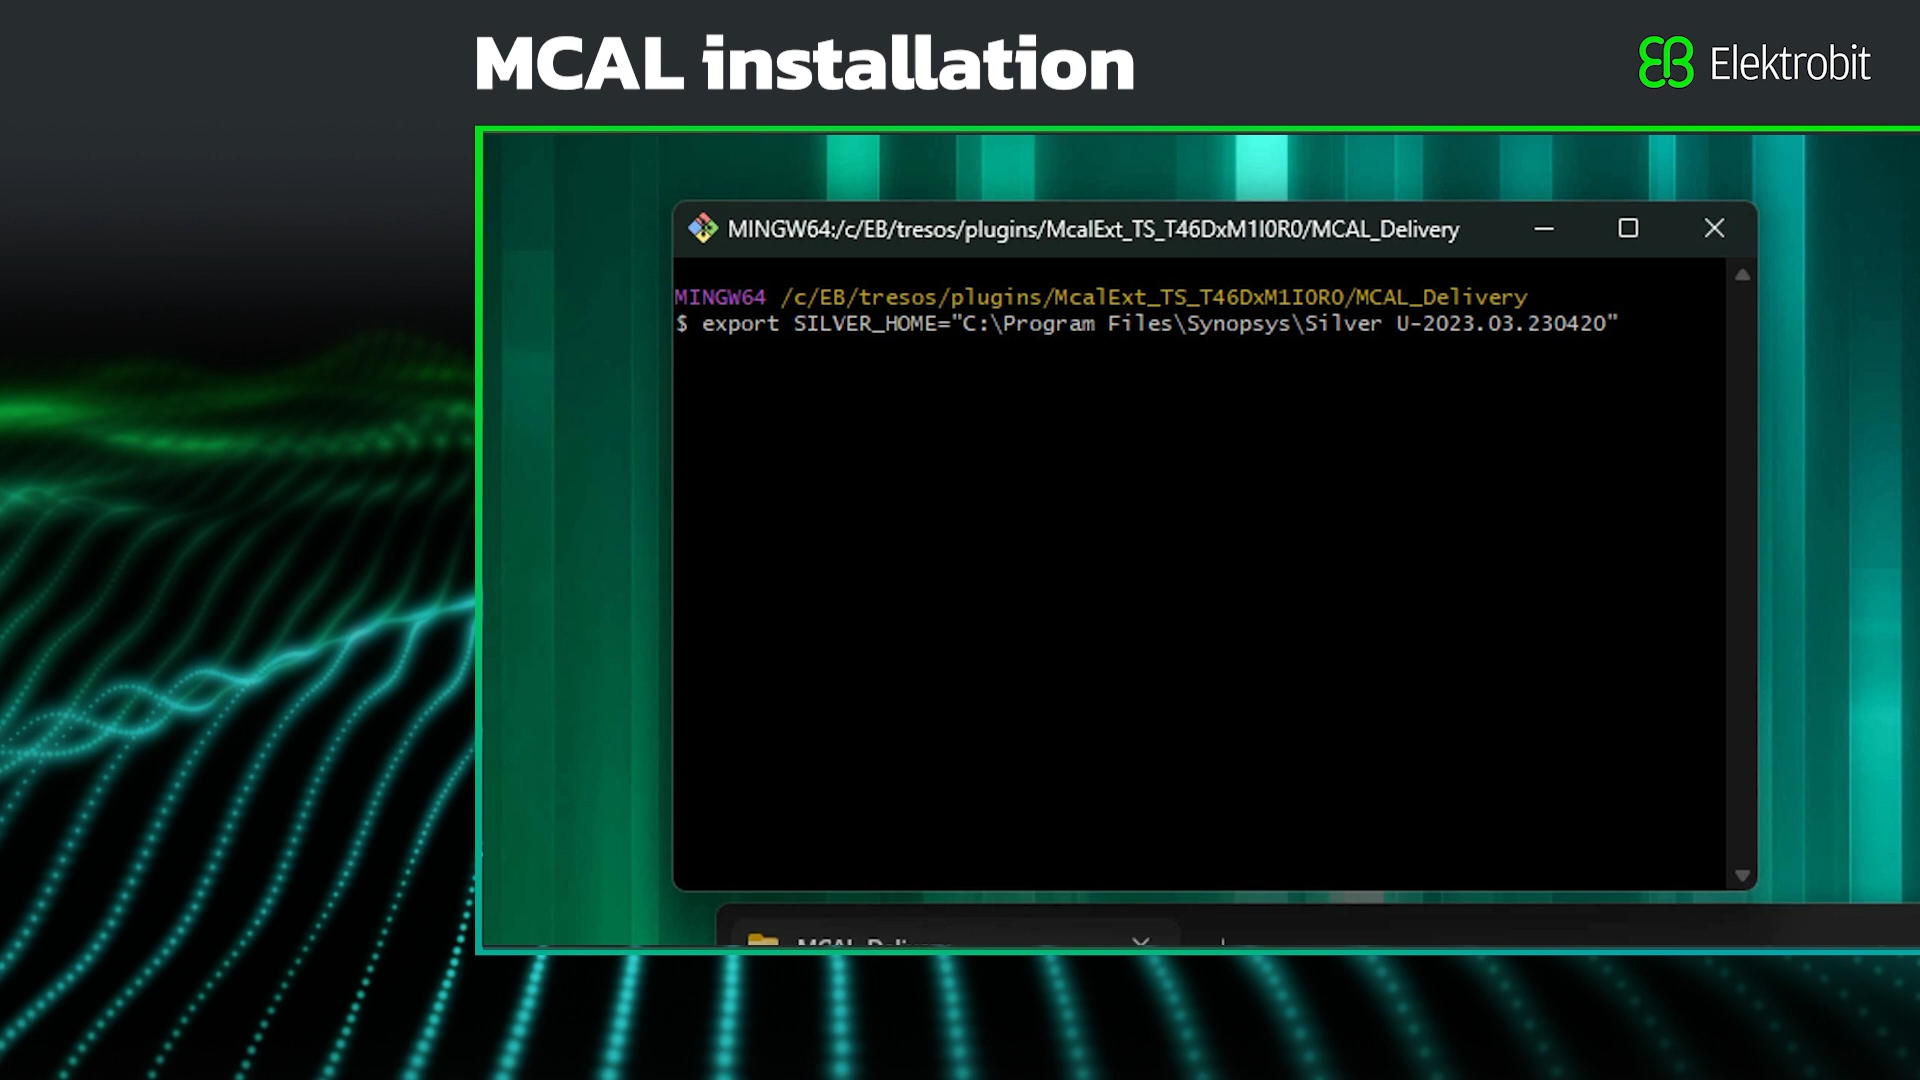 MCAL installation
Elektrobit
MINGW64:/c/EB/tresos/plugins/McalExt_TS_T46DxM1I0R0/MCAL_Delivery
MINGW64 /c/EB/tresos/plugins/McalExt_TS_T46DxM1I0R0/MCAL_Delivery
$ export SILVER_HOME="C:\Program Files\Synopsys\Silver U-2023.03.230420"
MCAL_Delivery